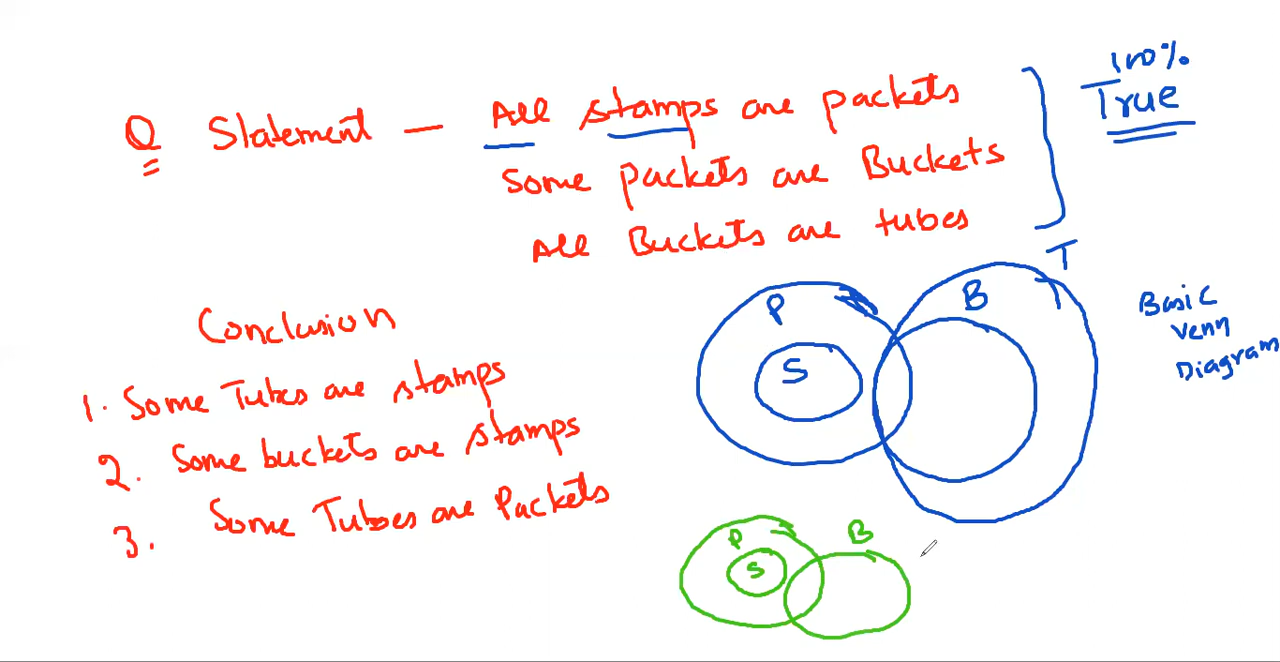 Q Statement — All stamps are packets
Some packets are Buckets
All Buckets are tubes
100%
True
Conclusion
1. Some Tubes are stamps
2. Some buckets are stamps
3. Some Tubes are Packets
P
S
B
T
Basic
Venn
Diagram
P
S
B